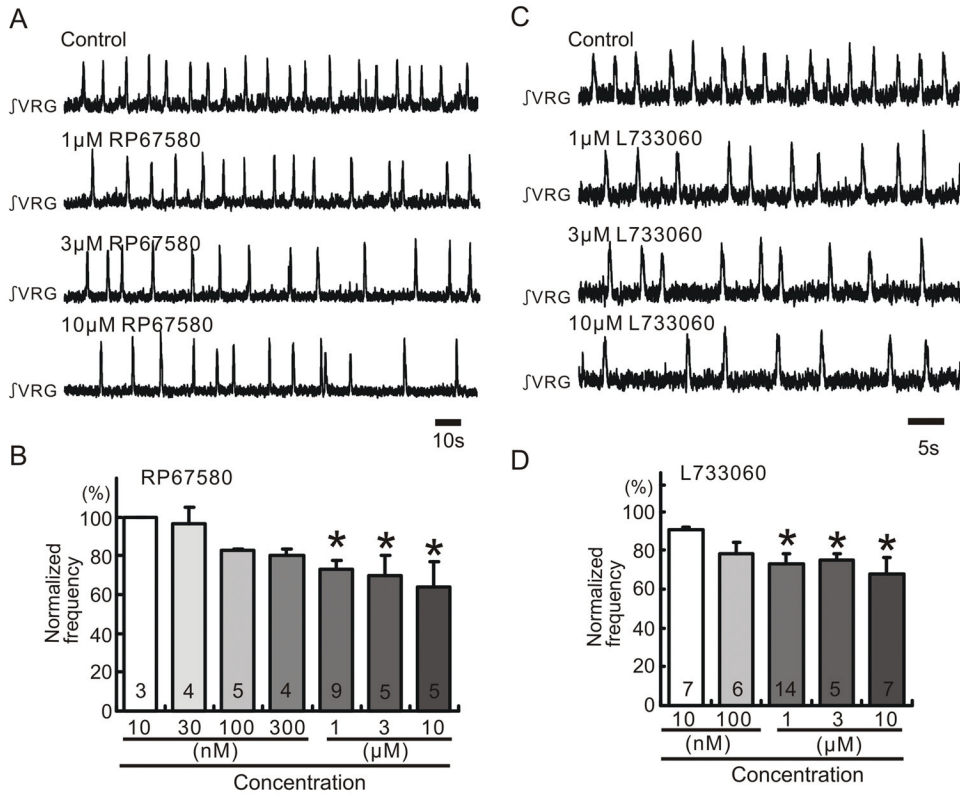 A
Control
∫VRG
1µM RP67580
∫VRG
3µM RP67580
∫VRG
10µM RP67580
∫VRG
10s
C
Control
∫VRG
1µM L733060
∫VRG
3µM L733060
∫VRG
10µM L733060
∫VRG
5s
B
RP67580
(%)
100
80
60
40
20
0
Normalized
frequency
* * *
3 4 5 4 9 5 5
10 30 100 300 1 3 10
(nM) (µM)
Concentration
D
L733060
(%)
100
80
60
40
20
0
Normalized
frequency
* * *
7 6 14 5 7
10 100 1 3 10
(nM) (µM)
Concentration